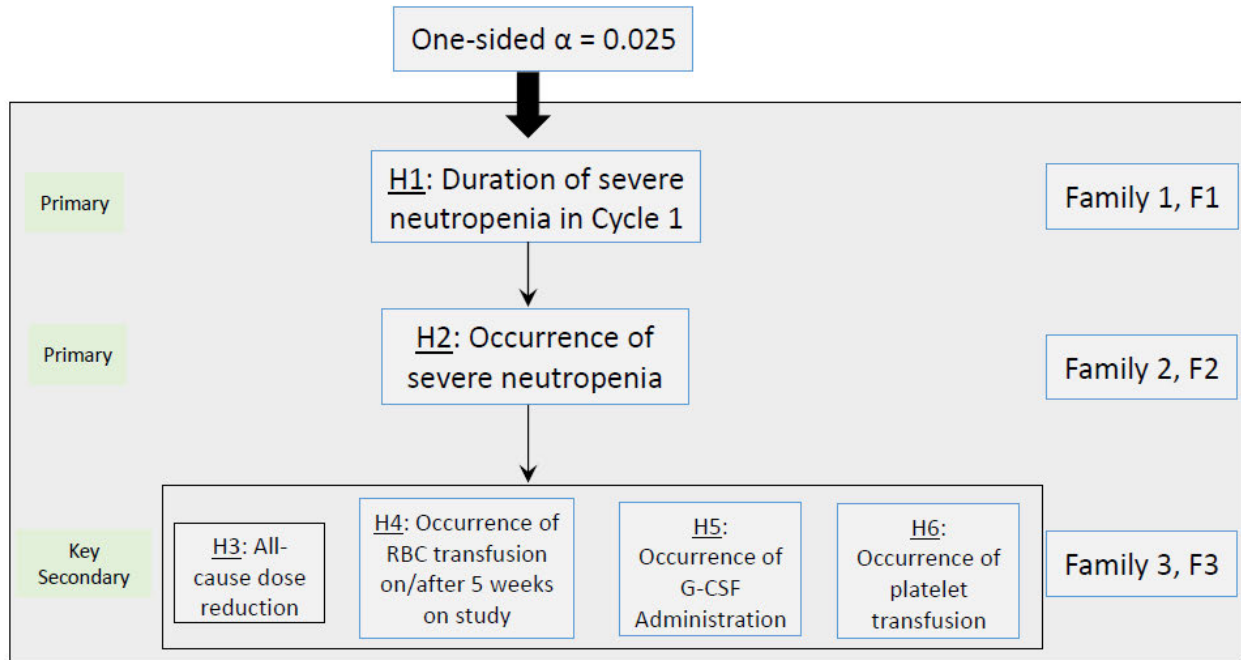 One-sided α = 0.025
Primary
H1: Duration of severe
neutropenia in Cycle 1
Family 1, F1
Primary
H2: Occurrence of
severe neutropenia
Family 2, F2
Key
Secondary
H3: All-
cause dose
reduction
H4: Occurrence of
RBC transfusion
on/after 5 weeks
on study
H5:
Occurrence of
G-CSF
Administration
H6:
Occurrence of
platelet
transfusion
Family 3, F3